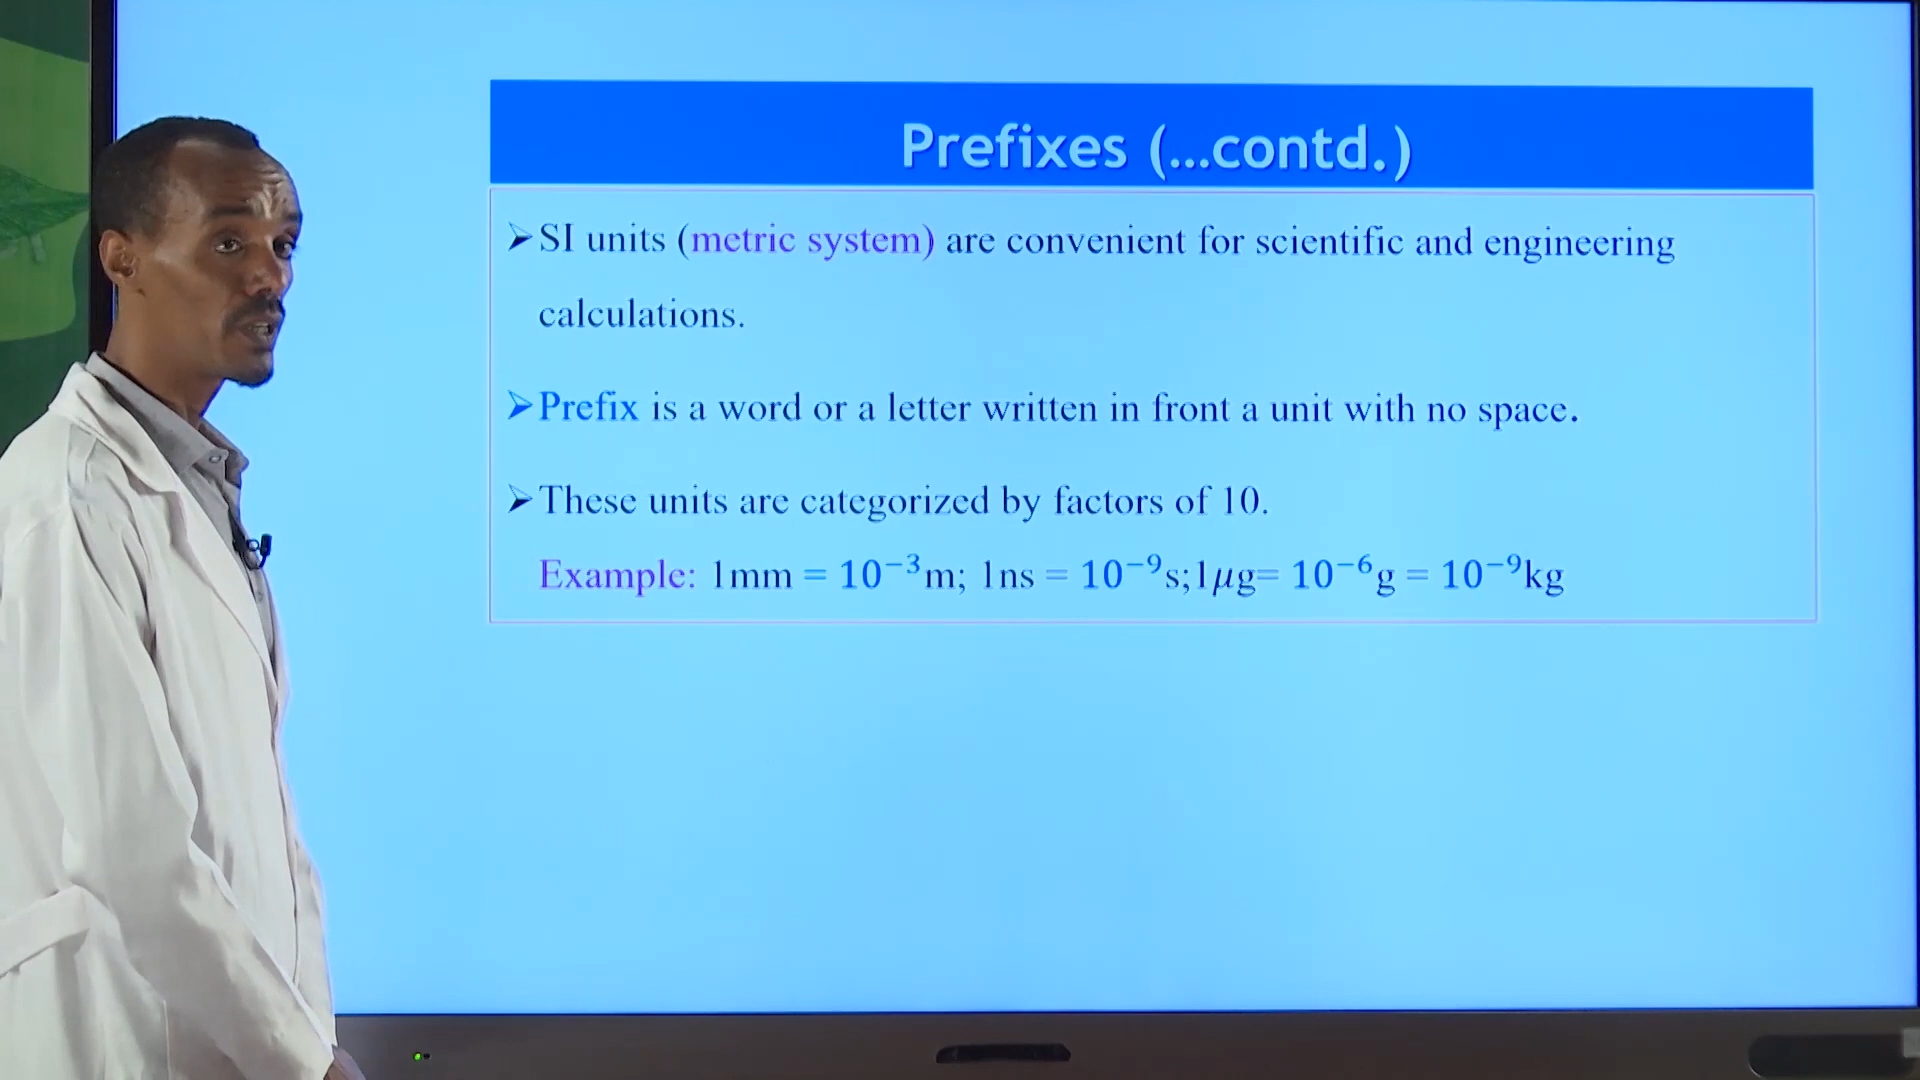 Prefixes (...contd.)
➢SI units (metric system) are convenient for scientific and engineering
calculations.
➢Prefix is a word or a letter written in front a unit with no space.
➢These units are categorized by factors of 10.
Example: 1mm = 10⁻³m; 1ns = 10⁻⁹s;1μg= 10⁻⁶g = 10⁻⁹kg